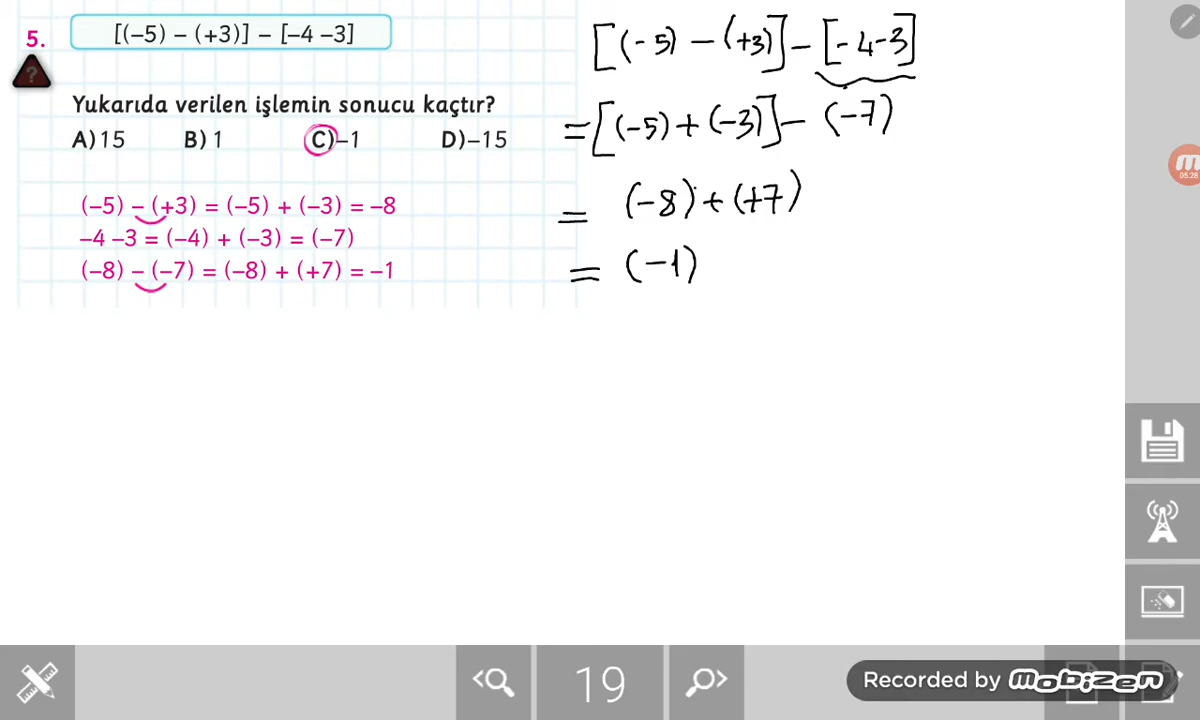 5.
[(–5) – (+3)] – [–4 –3]
?
Yukarıda verilen işlemin sonucu kaçtır?
A) 15 B) 1 C) –1 D) –15
(–5) – (+3) = (–5) + (–3) = –8
–4 –3 = (–4) + (–3) = (–7)
(–8) – (–7) = (–8) + (+7) = –1
[(-5) - (+3)] - [-4-3]
= [(-5) + (-3)] - (-7)
= (-8) + (+7)
= (-1)
M
05:28
19
Recorded by mobizen